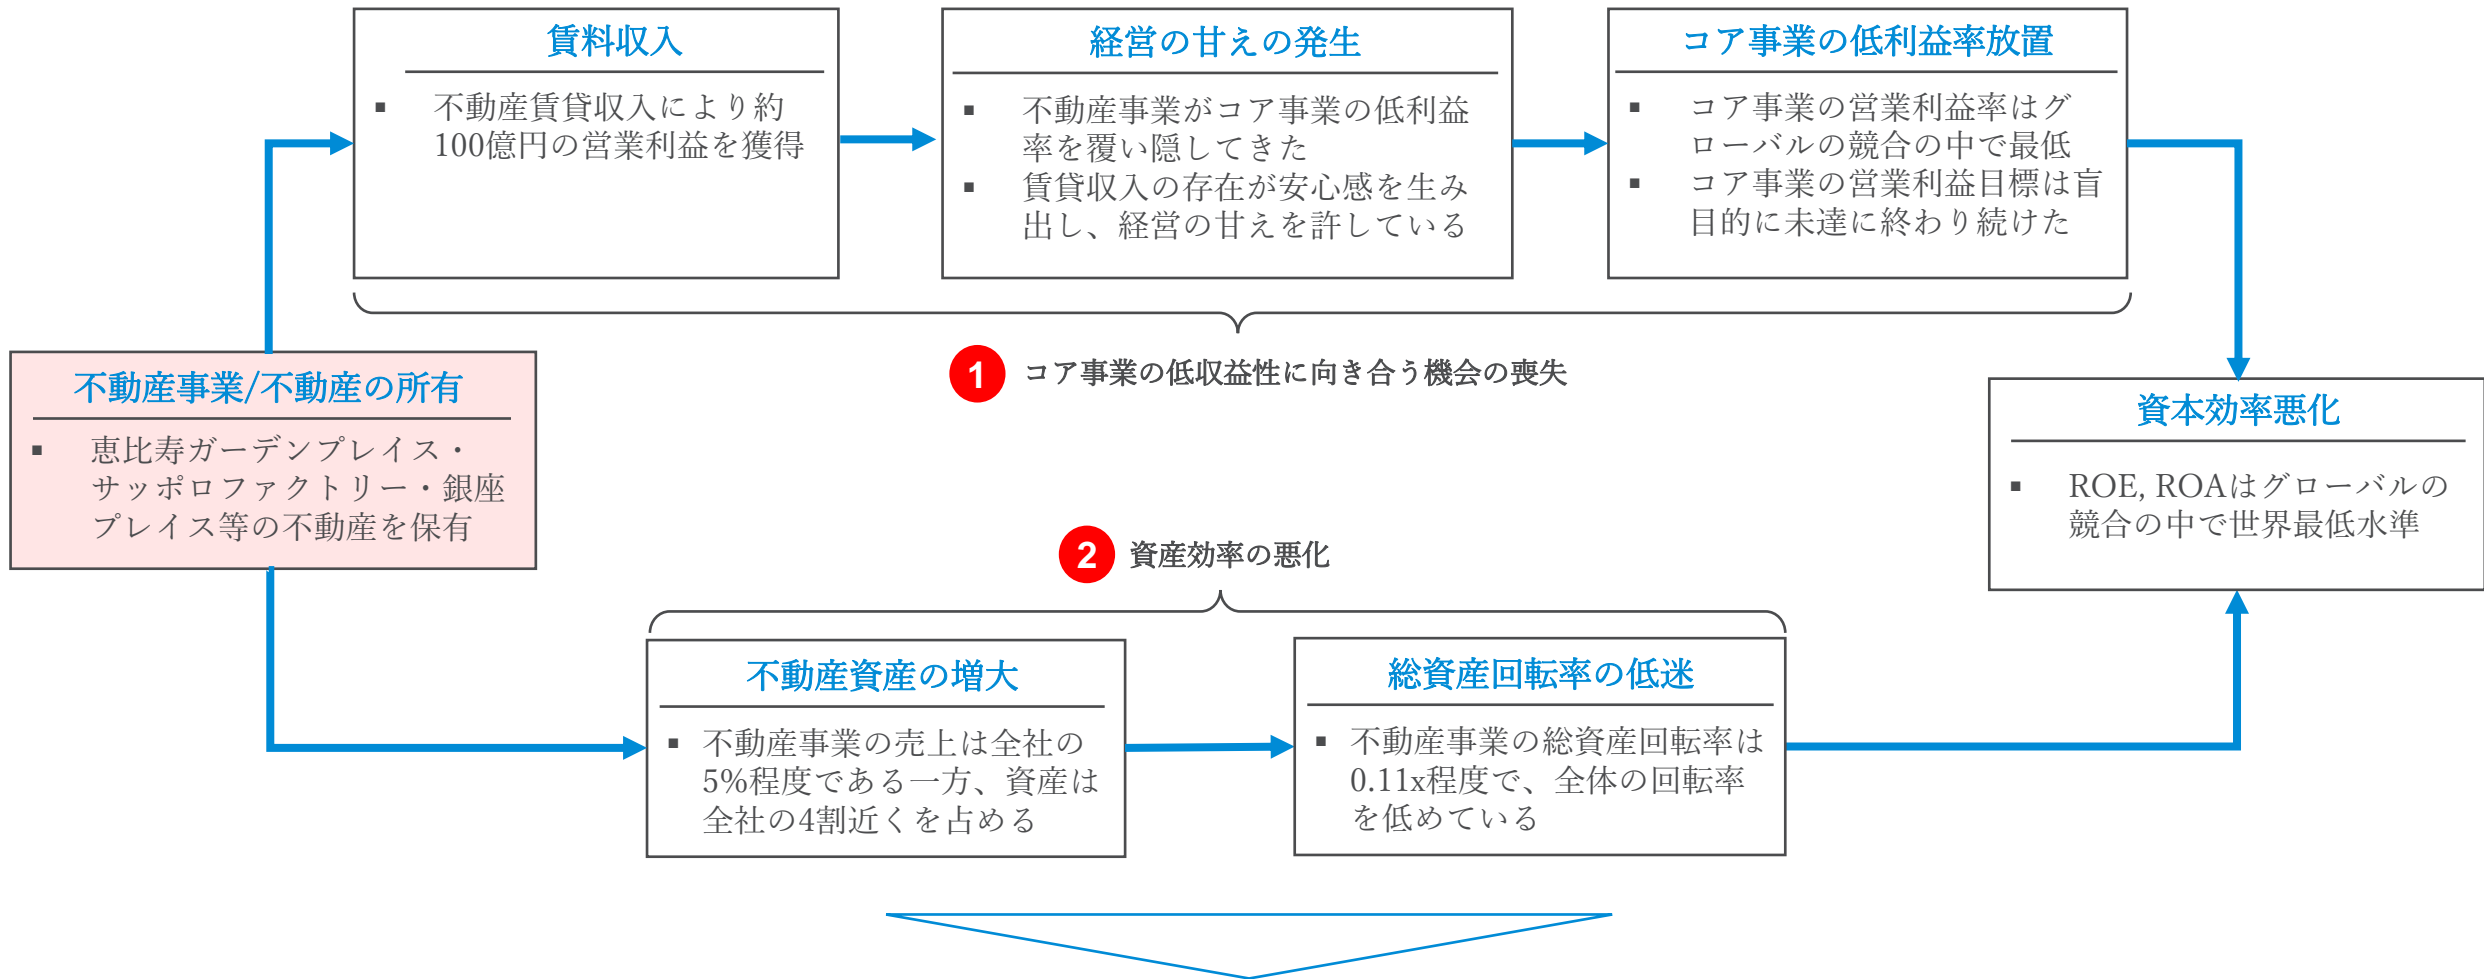 賃料収入
▪ 不動産賃貸収入により約
100億円の営業利益を獲得
経営の甘えの発生
▪ 不動産事業がコア事業の低利益
率を覆い隠してきた
▪ 賃貸収入の存在が安心感を生み
出し、経営の甘えを許している
コア事業の低利益率放置
▪ コア事業の営業利益率はグ
ローバルの競合の中で最低
▪ コア事業の営業利益目標は盲
目的に未達に終わり続けた
1 コア事業の低収益性に向き合う機会の喪失
不動産事業/不動産の所有
▪ 恵比寿ガーデンプレイス・
サッポロファクトリー・銀座
プレイス等の不動産を保有
資本効率悪化
▪ ROE, ROAはグローバルの
競合の中で世界最低水準
2 資産効率の悪化
不動産資産の増大
▪ 不動産事業の売上は全社の
5%程度である一方、資産は
全社の4割近くを占める
総資産回転率の低迷
▪ 不動産事業の総資産回転率は
0.11x程度で、全体の回転率
を低めている